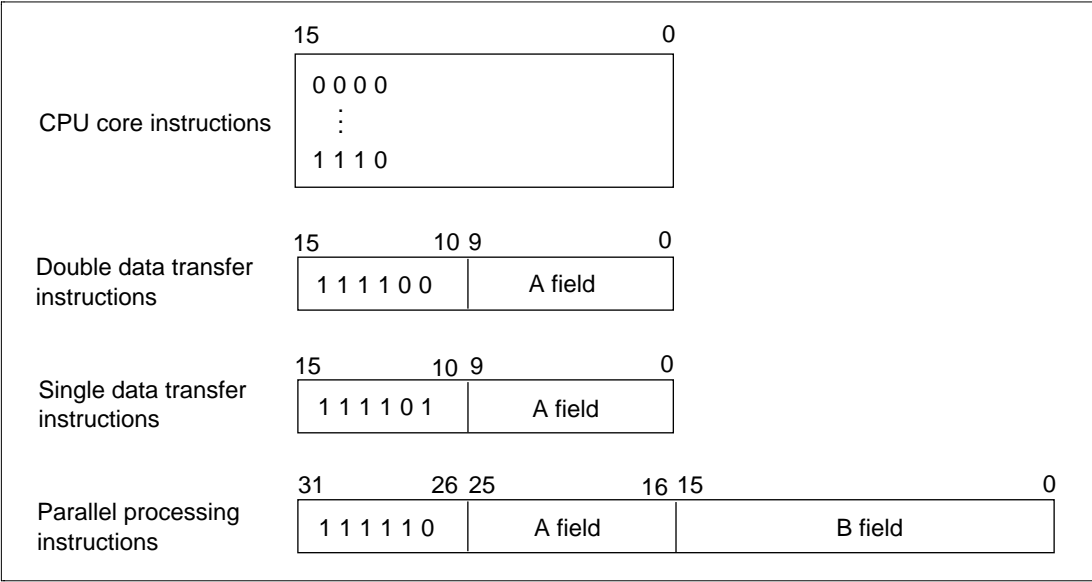 15 0
CPU core instructions
0 0 0 0
⋮
1 1 1 0
15 10 9 0
Double data transfer
instructions
1 1 1 1 0 0 A field
15 10 9 0
Single data transfer
instructions
1 1 1 1 0 1 A field
31 26 25 16 15 0
Parallel processing
instructions
1 1 1 1 1 0 A field B field